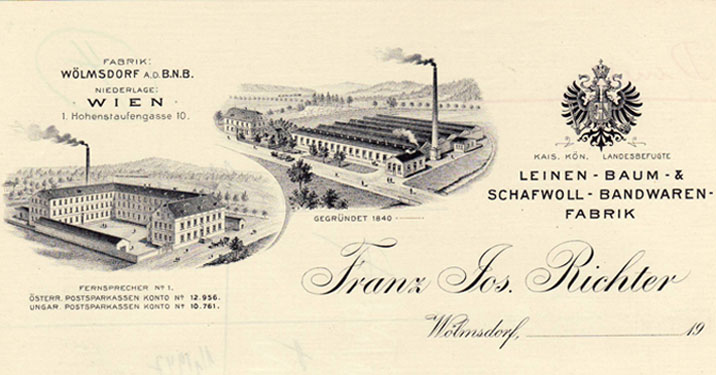 FABRIK:
WÖLMSDORF A.D. B.N.B.
NIEDERLAGE:
WIEN
1. Hohenstaufengasse 10.
GEGRÜNDET 1840
KAIS. KÖN. LANDESBEFUGTE
LEINEN - BAUM - &
SCHAFWOLL - BANDWAREN-
FABRIK
FERNSPRECHER No 1.
ÖSTERR. POSTSPARKASSEN KONTO No 12.956.
UNGAR. POSTSPARKASSEN KONTO No 10.761.
Franz Jos. Richter
Wölmsdorf, 19